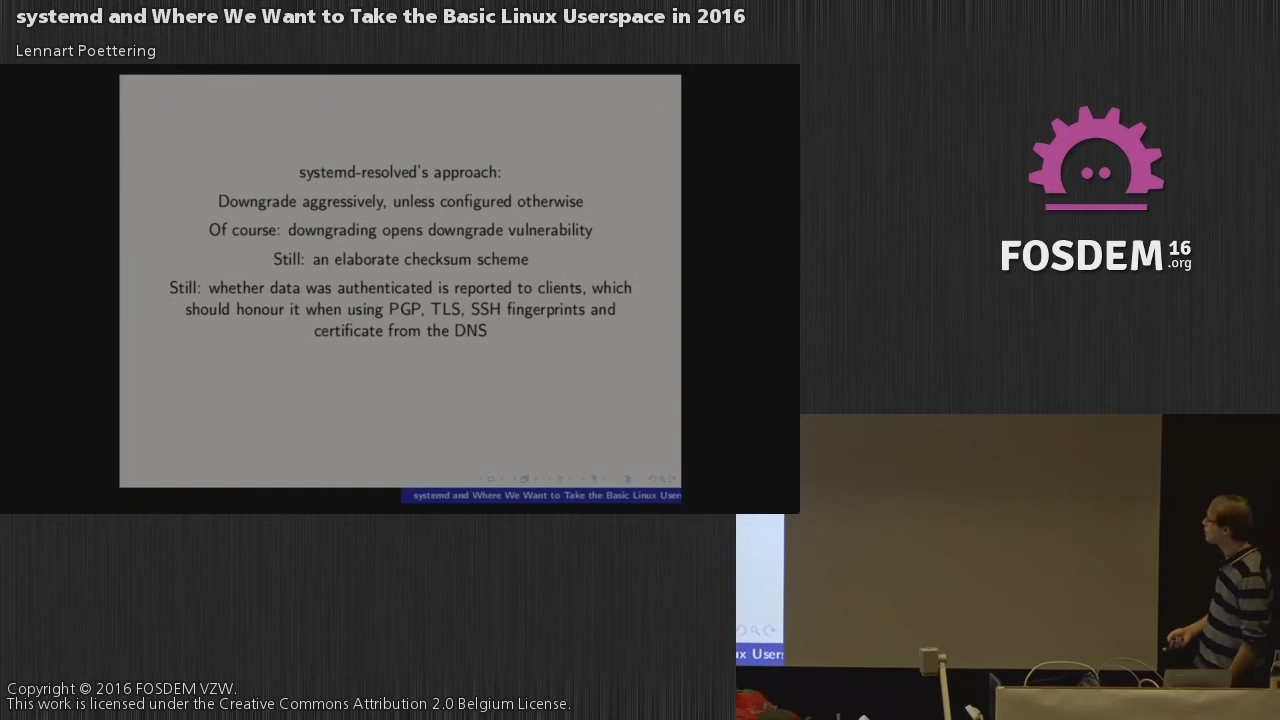 systemd and Where We Want to Take the Basic Linux Userspace in 2016
Lennart Poettering
systemd-resolved's approach:
Downgrade aggressively, unless configured otherwise
Of course: downgrading opens downgrade vulnerability
Still: an elaborate checksum scheme
Still: whether data was authenticated is reported to clients, which
should honour it when using PGP, TLS, SSH fingerprints and
certificate from the DNS
systemd and Where We Want to Take the Basic Linux Users
FOSDEM 16
.org
ux Users
Copyright © 2016 FOSDEM VZW.
This work is licensed under the Creative Commons Attribution 2.0 Belgium License.